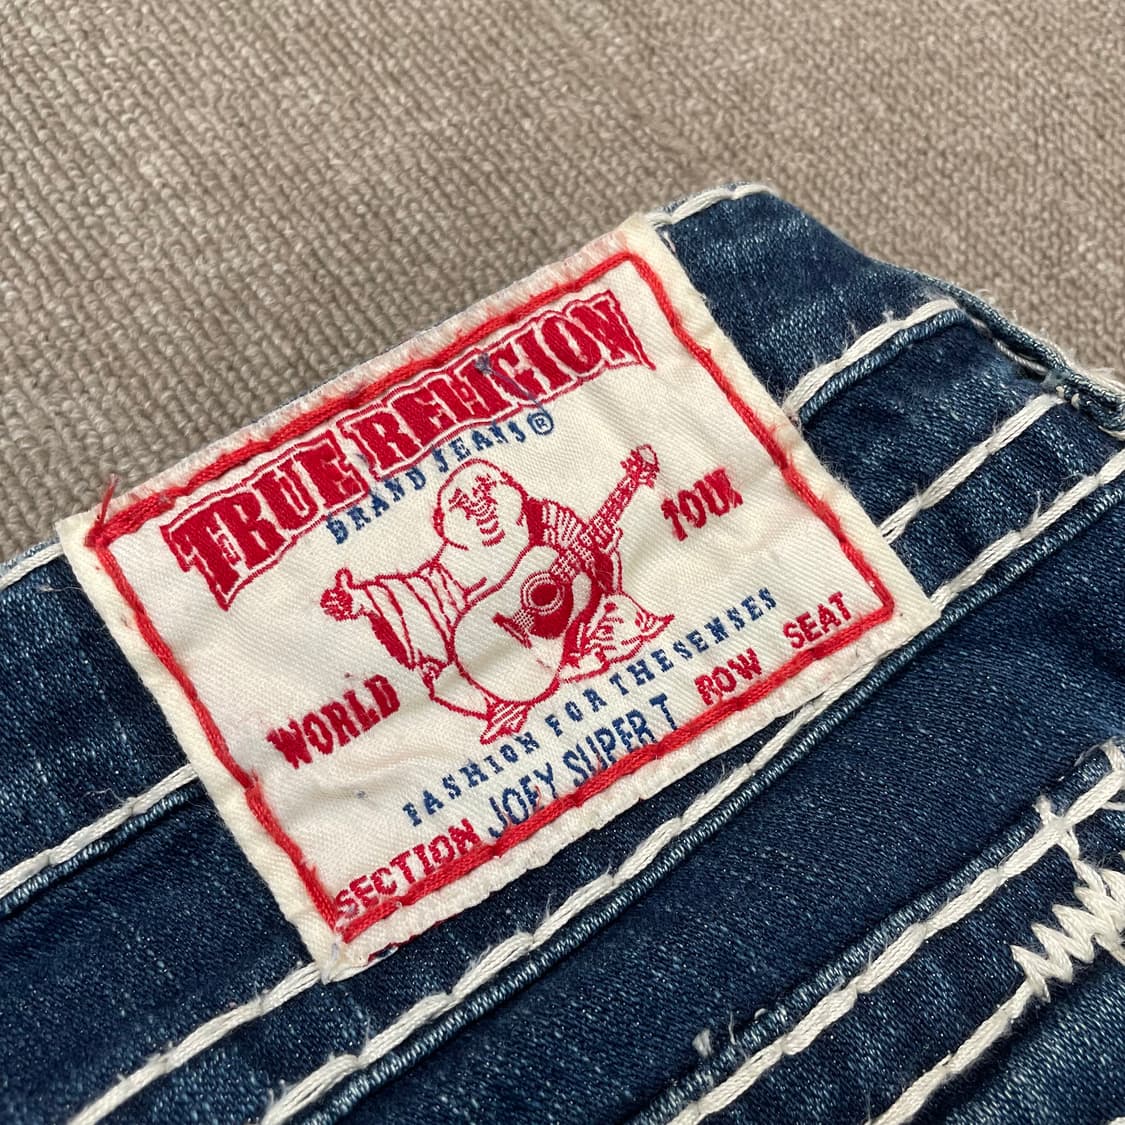 TRUE RELIGION
BRAND JEANS®
WORLD TOUR
FASHION FOR THE SENSES
SECTION JOEY SUPER T ROW SEAT